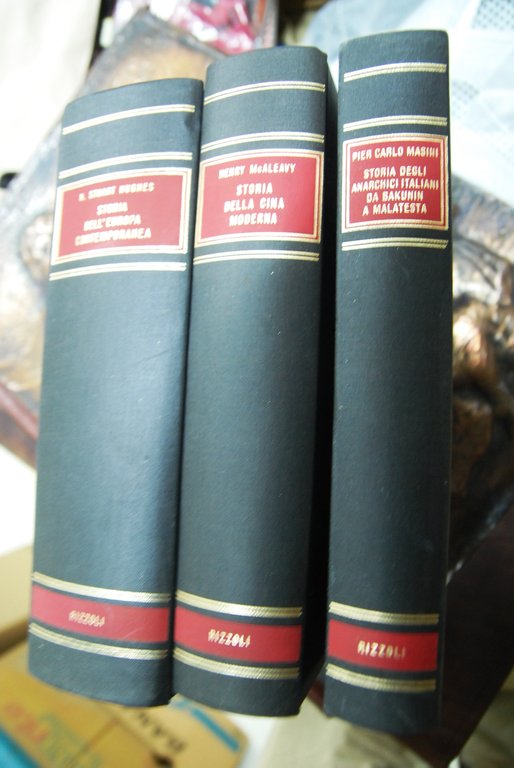 H. STUART HUGHES
STORIA
DELL'EUROPA
CONTEMPORANEA
RIZZOLI
HENRY McALEAVY
STORIA
DELLA CINA
MODERNA
RIZZOLI
PIER CARLO MASINI
STORIA DEGLI
ANARCHICI ITALIANI
DA BAKUNIN
A MALATESTA
RIZZOLI